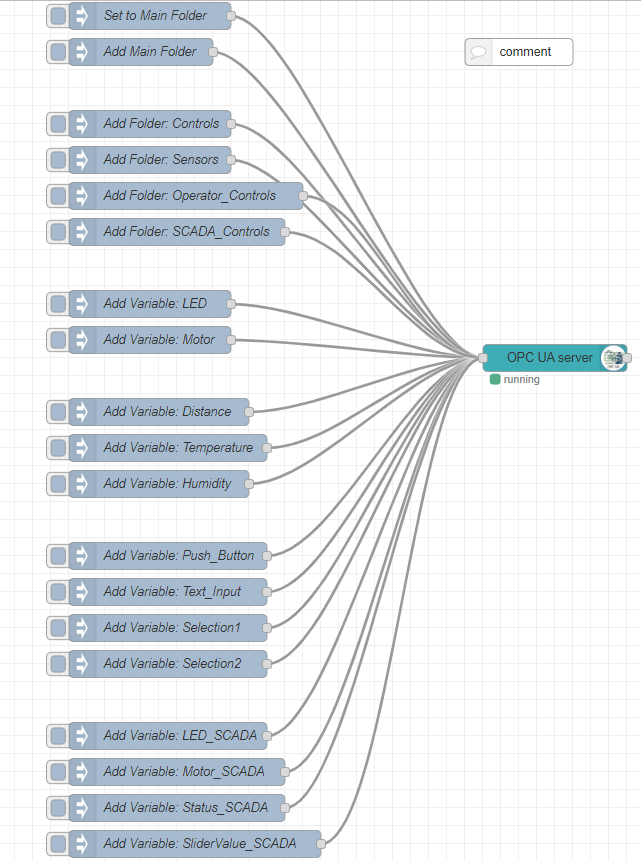 Set to Main Folder
Add Main Folder
comment
Add Folder: Controls
Add Folder: Sensors
Add Folder: Operator_Controls
Add Folder: SCADA_Controls
Add Variable: LED
Add Variable: Motor
OPC UA server
OPC UA
running
Add Variable: Distance
Add Variable: Temperature
Add Variable: Humidity
Add Variable: Push_Button
Add Variable: Text_Input
Add Variable: Selection1
Add Variable: Selection2
Add Variable: LED_SCADA
Add Variable: Motor_SCADA
Add Variable: Status_SCADA
Add Variable: SliderValue_SCADA